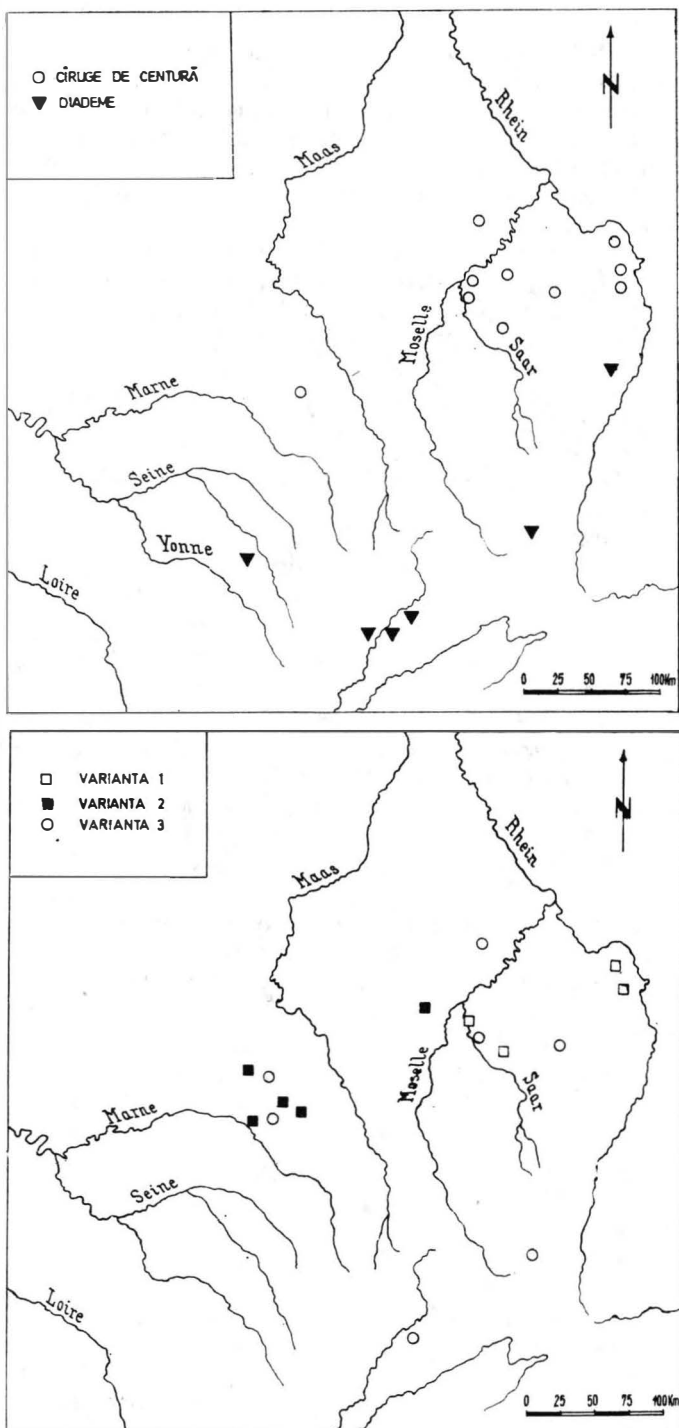 CÎRLIGE DE CENTURĂ
DIADEME
N
Rhein
Maas
Moselle
Saar
Marne
Seine
Yonne
Loire
0 25 50 75 100Km
VARIANTA 1
VARIANTA 2
VARIANTA 3
N
Rhein
Maas
Moselle
Saar
Marne
Seine
Loire
0 25 50 75 100Km